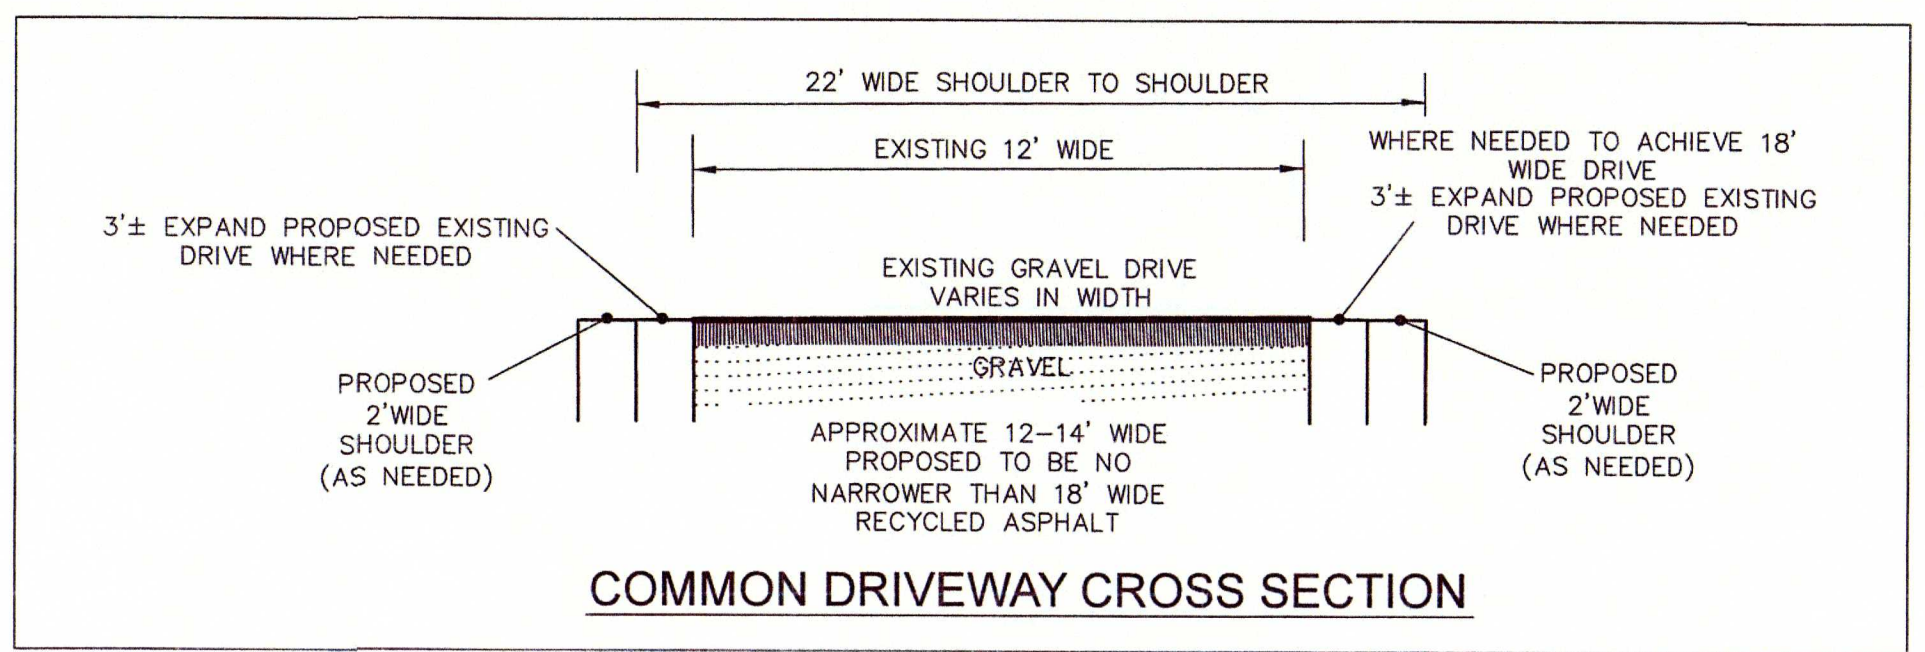 22' WIDE SHOULDER TO SHOULDER
EXISTING 12' WIDE
WHERE NEEDED TO ACHIEVE 18'
WIDE DRIVE
3'± EXPAND PROPOSED EXISTING
DRIVE WHERE NEEDED
3'± EXPAND PROPOSED EXISTING
DRIVE WHERE NEEDED
EXISTING GRAVEL DRIVE
VARIES IN WIDTH
GRAVEL
PROPOSED
2'WIDE
SHOULDER
(AS NEEDED)
APPROXIMATE 12-14' WIDE
PROPOSED TO BE NO
NARROWER THAN 18' WIDE
RECYCLED ASPHALT
PROPOSED
2'WIDE
SHOULDER
(AS NEEDED)
COMMON DRIVEWAY CROSS SECTION